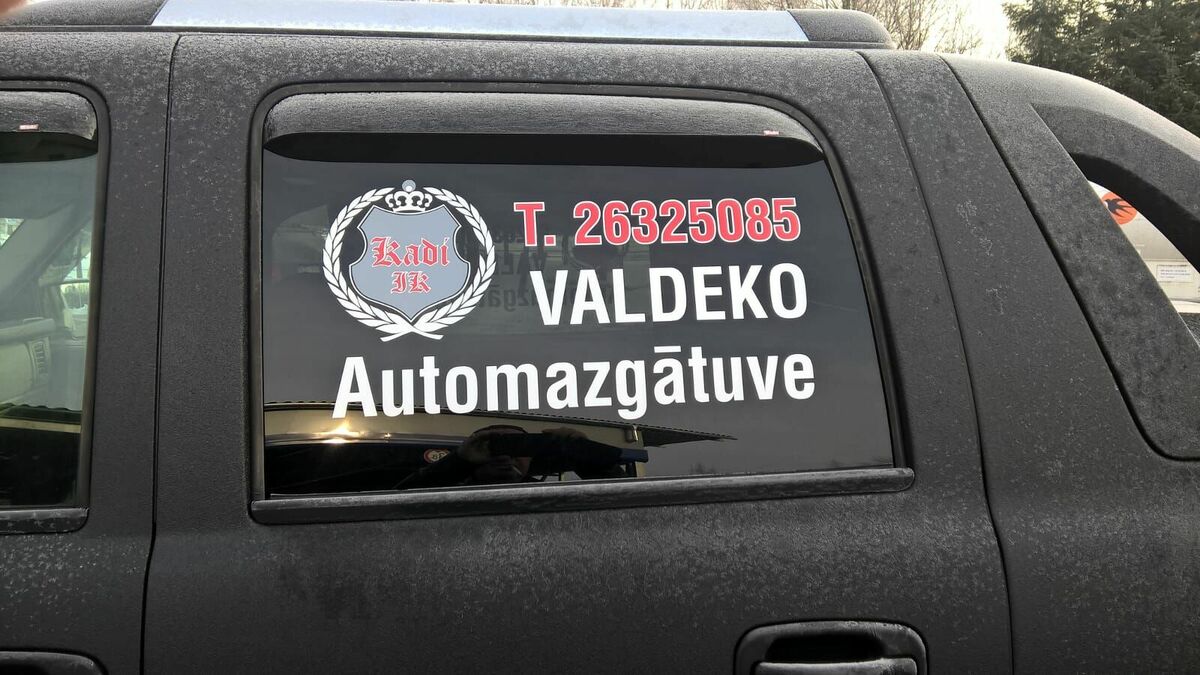 Kadi
IK
T. 26325085
VALDEKO
Automazgātuve